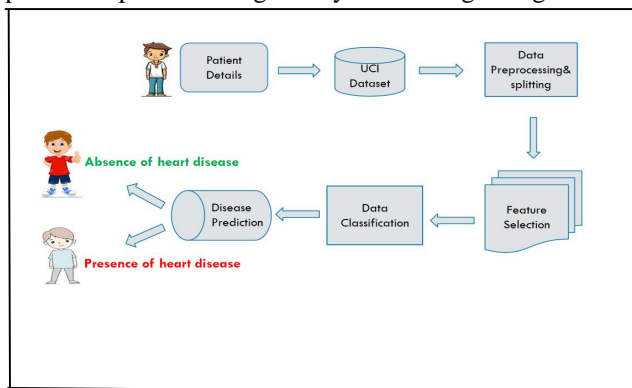 Patient
Details
UCI
Dataset
Data
Preprocessing&
splitting
Absence of heart disease
Disease
Prediction
Data
Classification
Feature
Selection
Presence of heart disease